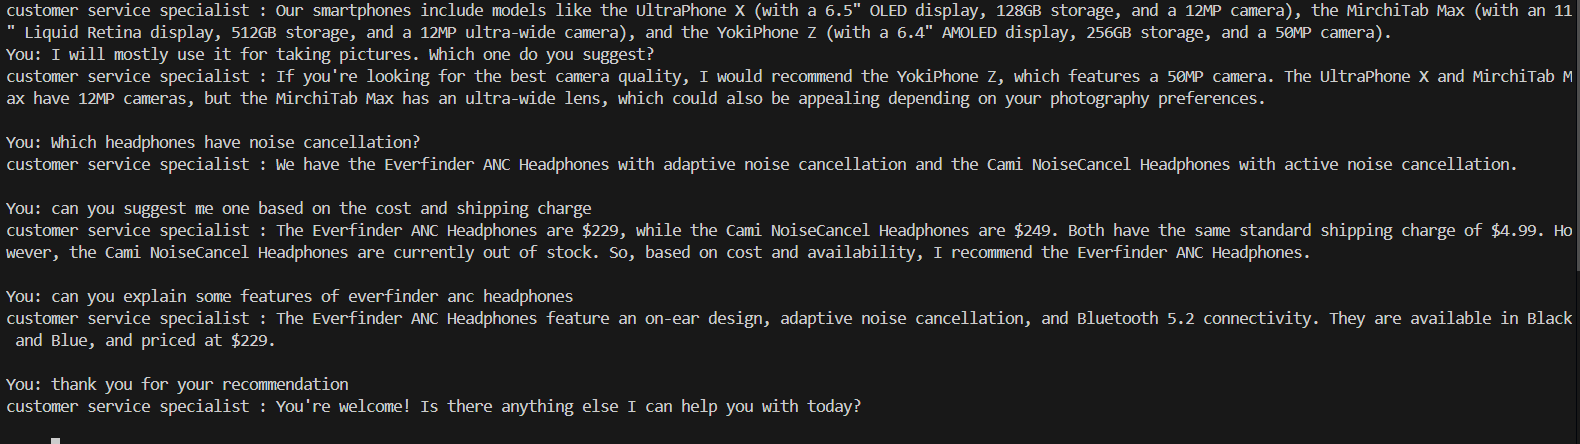 customer service specialist : Our smartphones include models like the UltraPhone X (with a 6.5" OLED display, 128GB storage, and a 12MP camera), the MirchiTab Max (with an 11
" Liquid Retina display, 512GB storage, and a 12MP ultra-wide camera), and the YokiPhone Z (with a 6.4" AMOLED display, 256GB storage, and a 50MP camera).
You: I will mostly use it for taking pictures. Which one do you suggest?
customer service specialist : If you're looking for the best camera quality, I would recommend the YokiPhone Z, which features a 50MP camera. The UltraPhone X and MirchiTab M
ax have 12MP cameras, but the MirchiTab Max has an ultra-wide lens, which could also be appealing depending on your photography preferences.
You: Which headphones have noise cancellation?
customer service specialist : We have the Everfinder ANC Headphones with adaptive noise cancellation and the Cami NoiseCancel Headphones with active noise cancellation.
You: can you suggest me one based on the cost and shipping charge
customer service specialist : The Everfinder ANC Headphones are $229, while the Cami NoiseCancel Headphones are $249. Both have the same standard shipping charge of $4.99. Ho
wever, the Cami NoiseCancel Headphones are currently out of stock. So, based on cost and availability, I recommend the Everfinder ANC Headphones.
You: can you explain some features of everfinder anc headphones
customer service specialist : The Everfinder ANC Headphones feature an on-ear design, adaptive noise cancellation, and Bluetooth 5.2 connectivity. They are available in Black
and Blue, and priced at $229.
You: thank you for your recommendation
customer service specialist : You're welcome! Is there anything else I can help you with today?